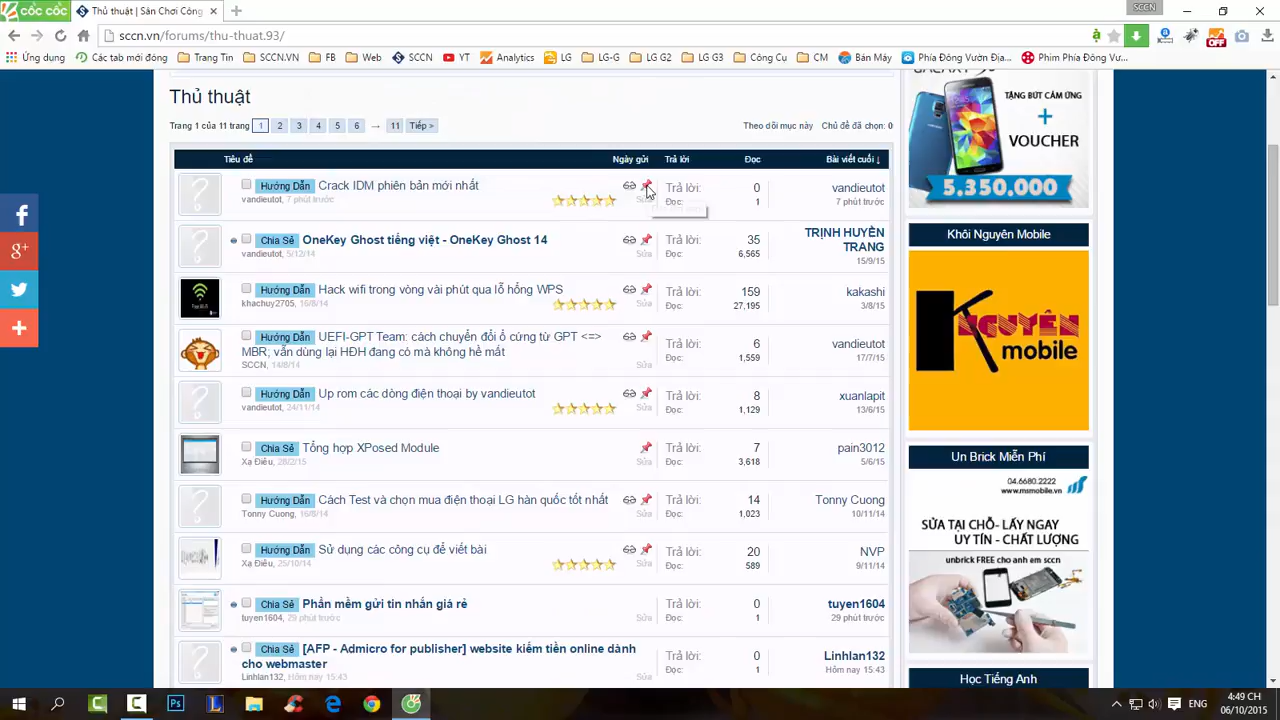 cốc cốc
Thủ thuật | Sân Chơi Công
SCCN
sccn.vn/forums/thu-thuat.93/
OFF
Ứng dụng
Các tab mới đóng
Trang Tin
SCCN.VN
FB
Web
SCCN
YT
Analytics
LG
LG-G
LG G2
LG G3
Công Cụ
CM
Bán Máy
Phía Đông Vườn Địa...
Phim Phía Đông Vư...
Thủ thuật
Trang 1 của 11 trang 1 2 3 4 5 6 → 11 Tiếp >
Theo dõi mục này Chủ đề đã chọn: 0
Tiêu đề Ngày gửi Trả lời Đọc Bài viết cuối ↓
Hướng Dẫn Crack IDM phiên bản mới nhất
vandieutot, 7 phút trước
Sửa
Trả lời: 0
Đọc: 1
vandieutot
7 phút trước
Chia Sẻ OneKey Ghost tiếng việt - OneKey Ghost 14
vandieutot, 5/12/14
Sửa
Trả lời: 35
Đọc: 6,565
TRỊNH HUYỀN
TRANG
15/9/15
Hướng Dẫn Hack wifi trong vòng vài phút qua lỗ hổng WPS
khachuy2705, 16/8/14
Sửa
Trả lời: 159
Đọc: 27,195
kakashi
3/8/15
Hướng Dẫn UEFI-GPT Team: cách chuyển đổi ổ cứng từ GPT <=>
MBR; vẫn dùng lại HĐH đang có mà không hề mất
SCCN, 14/8/14
Sửa
Trả lời: 6
Đọc: 1,559
vandieutot
17/7/15
Hướng Dẫn Up rom các dòng điện thoại by vandieutot
vandieutot, 24/11/14
Sửa
Trả lời: 8
Đọc: 1,129
xuanlapit
13/6/15
Chia Sẻ Tổng hợp XPosed Module
Xạ Điêu, 28/2/15
Sửa
Trả lời: 7
Đọc: 3,618
pain3012
5/6/15
Hướng Dẫn Cách Test và chọn mua điện thoại LG hàn quốc tốt nhất
Tonny Cuong, 16/8/14
Sửa
Trả lời: 14
Đọc: 1,023
Tonny Cuong
10/11/14
Hướng Dẫn Sử dụng các công cụ để viết bài
Xạ Điêu, 25/10/14
Sửa
Trả lời: 20
Đọc: 589
NVP
9/11/14
Chia Sẻ Phần mềm gửi tin nhắn giá rẻ
tuyen1604, 29 phút trước
Sửa
Trả lời: 0
Đọc: 1
tuyen1604
29 phút trước
Chia Sẻ [AFP - Admicro for publisher] website kiếm tiền online dành
cho webmaster
Linhlan132, Hôm nay 15:43
Sửa
Trả lời: 0
Đọc: 1
Linhlan132
Hôm nay 15:43
TẶNG BÚT CẢM ỨNG
+
VOUCHER
5.350.000
Khôi Nguyên Mobile
NGUYÊN
mobile
Un Brick Miễn Phí
04.6680.2222
www.msmobile.vn
SỬA TẠI CHỖ- LẤY NGAY
UY TÍN - CHẤT LƯỢNG
unbrick FREE cho anh em sccn
Học Tiếng Anh
ENG
4:49 CH
06/10/2015